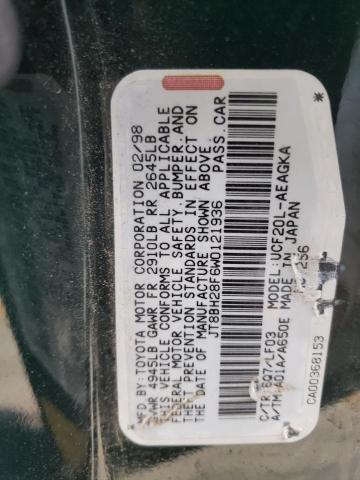 MFD BY: TOYOTA MOTOR CORPORATION 02/98
GVWR 4945LB GAWR FR 2910LB RR 2645LB
THIS VEHICLE CONFORMS TO ALL APPLICABLE
FEDERAL MOTOR VEHICLE SAFETY, BUMPER, AND
THEFT PREVENTION STANDARDS IN EFFECT ON
THE DATE OF MANUFACTURE SHOWN ABOVE.
JT8BH28F6W0121936 PASS.CAR
*
MODEL: UCF20L-AEAGKA
C/TR: 6Q7/LF03 MADE IN JAPAN
A/TM: A01A/A650E
CA00368153